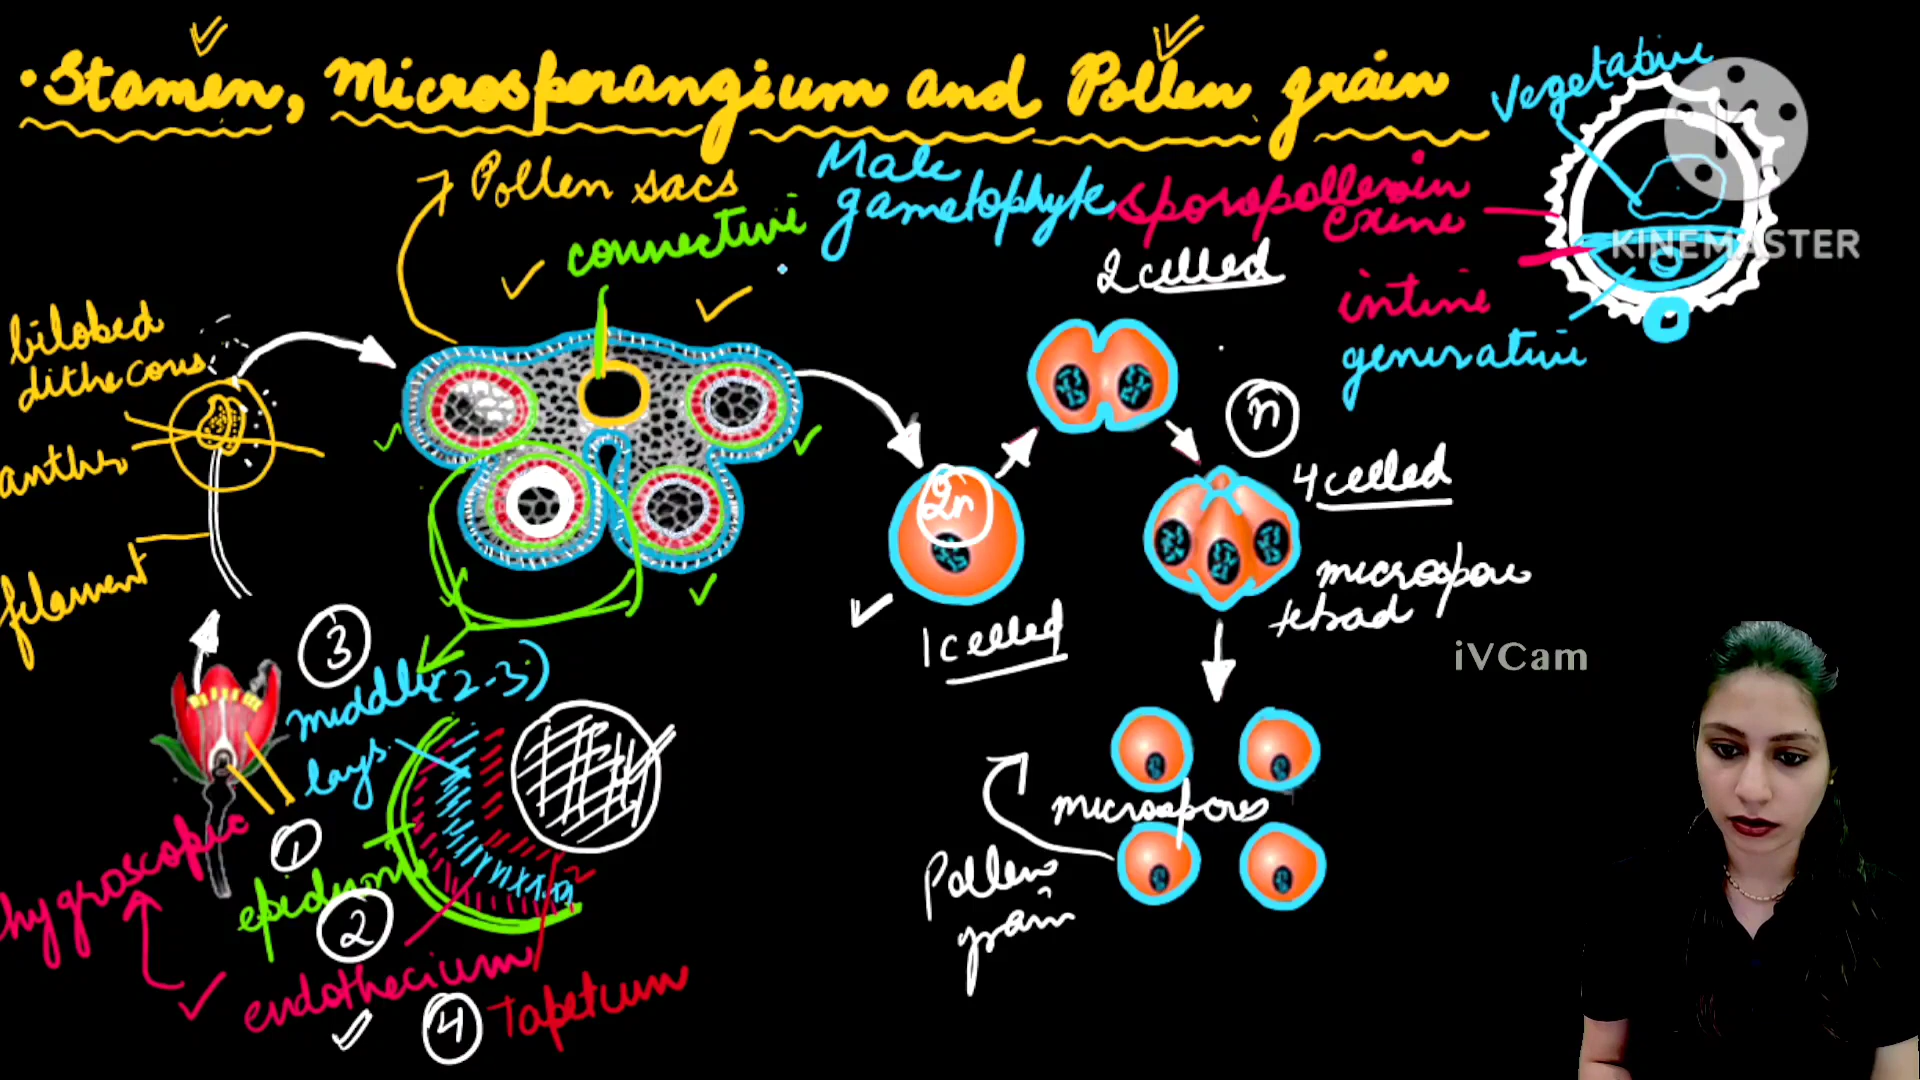 • Stamen, Microsporangium and Pollen grain
Vegetative
Pollen sacs
Male
gametophyte
sporopollenin
exine
connective
2 celled
KINEMASTER
intine
generative
bilobed
dithecous
anther
filament
n
4 celled
2n
microspore
tetrad
1 celled
iVCam
3
middle (2-3)
lays.
microspores
Pollen
grain
hygroscopic
1
2
endothecium
4
Tapetum